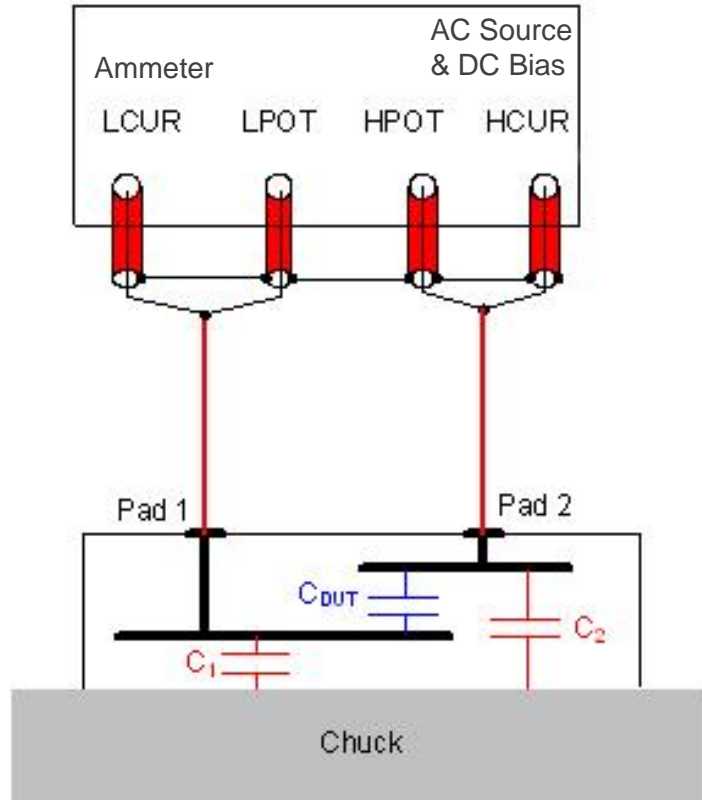 AC Source
Ammeter & DC Bias
LCUR LPOT HPOT HCUR
Pad 1 Pad 2
CDUT
C2
C1
Chuck